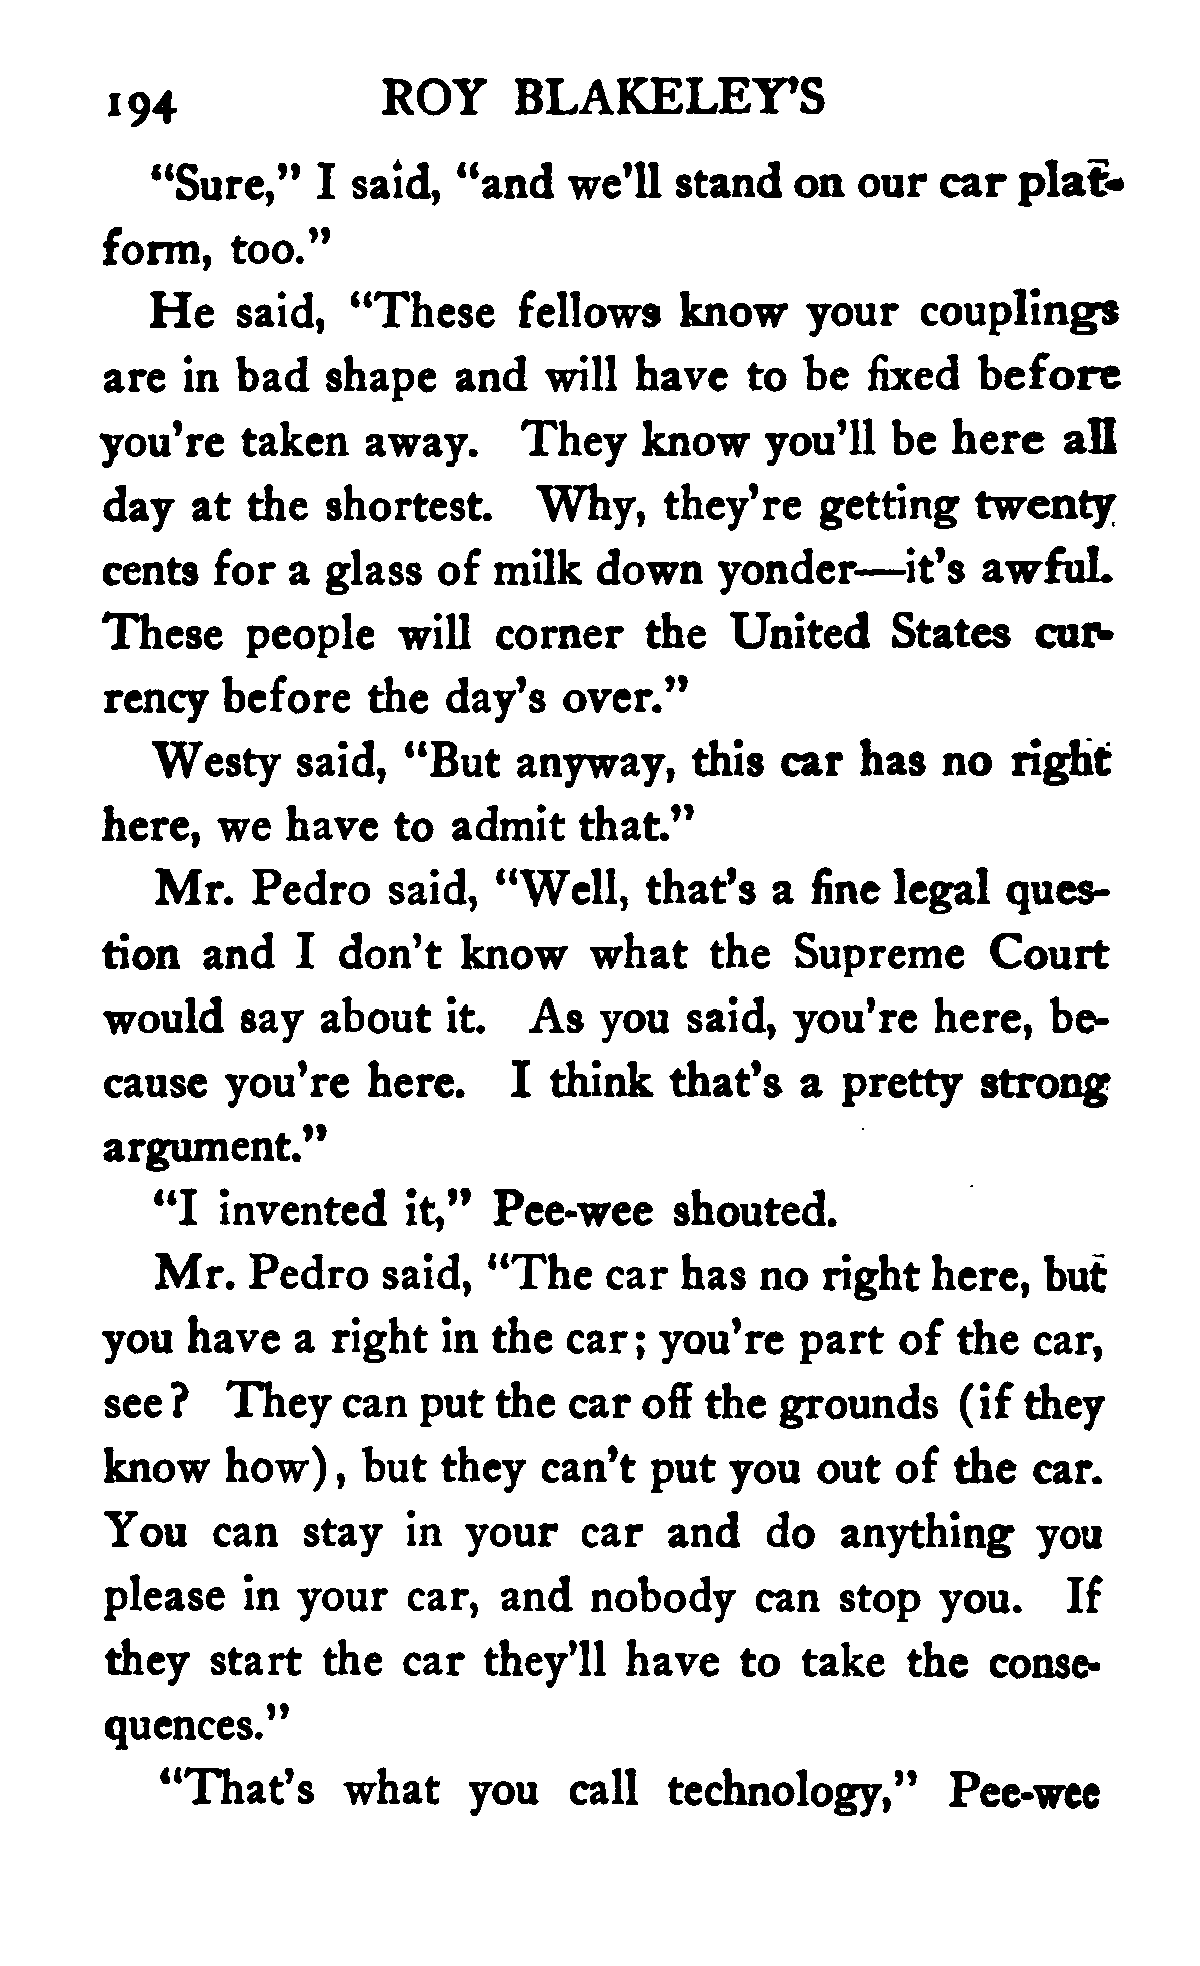 194 ROY BLAKELEY'S
"Sure," I said, "and we'll stand on our car plat-
form, too."
He said, "These fellows know your couplings
are in bad shape and will have to be fixed before
you're taken away. They know you'll be here all
day at the shortest. Why, they're getting twenty
cents for a glass of milk down yonder—it's awful.
These people will corner the United States cur-
rency before the day's over."
Westy said, "But anyway, this car has no right
here, we have to admit that."
Mr. Pedro said, "Well, that's a fine legal ques-
tion and I don't know what the Supreme Court
would say about it. As you said, you're here, be-
cause you're here. I think that's a pretty strong
argument."
"I invented it," Pee-wee shouted.
Mr. Pedro said, "The car has no right here, but
you have a right in the car; you're part of the car,
see? They can put the car off the grounds (if they
know how), but they can't put you out of the car.
You can stay in your car and do anything you
please in your car, and nobody can stop you. If
they start the car they'll have to take the conse-
quences."
"That's what you call technology," Pee-wee